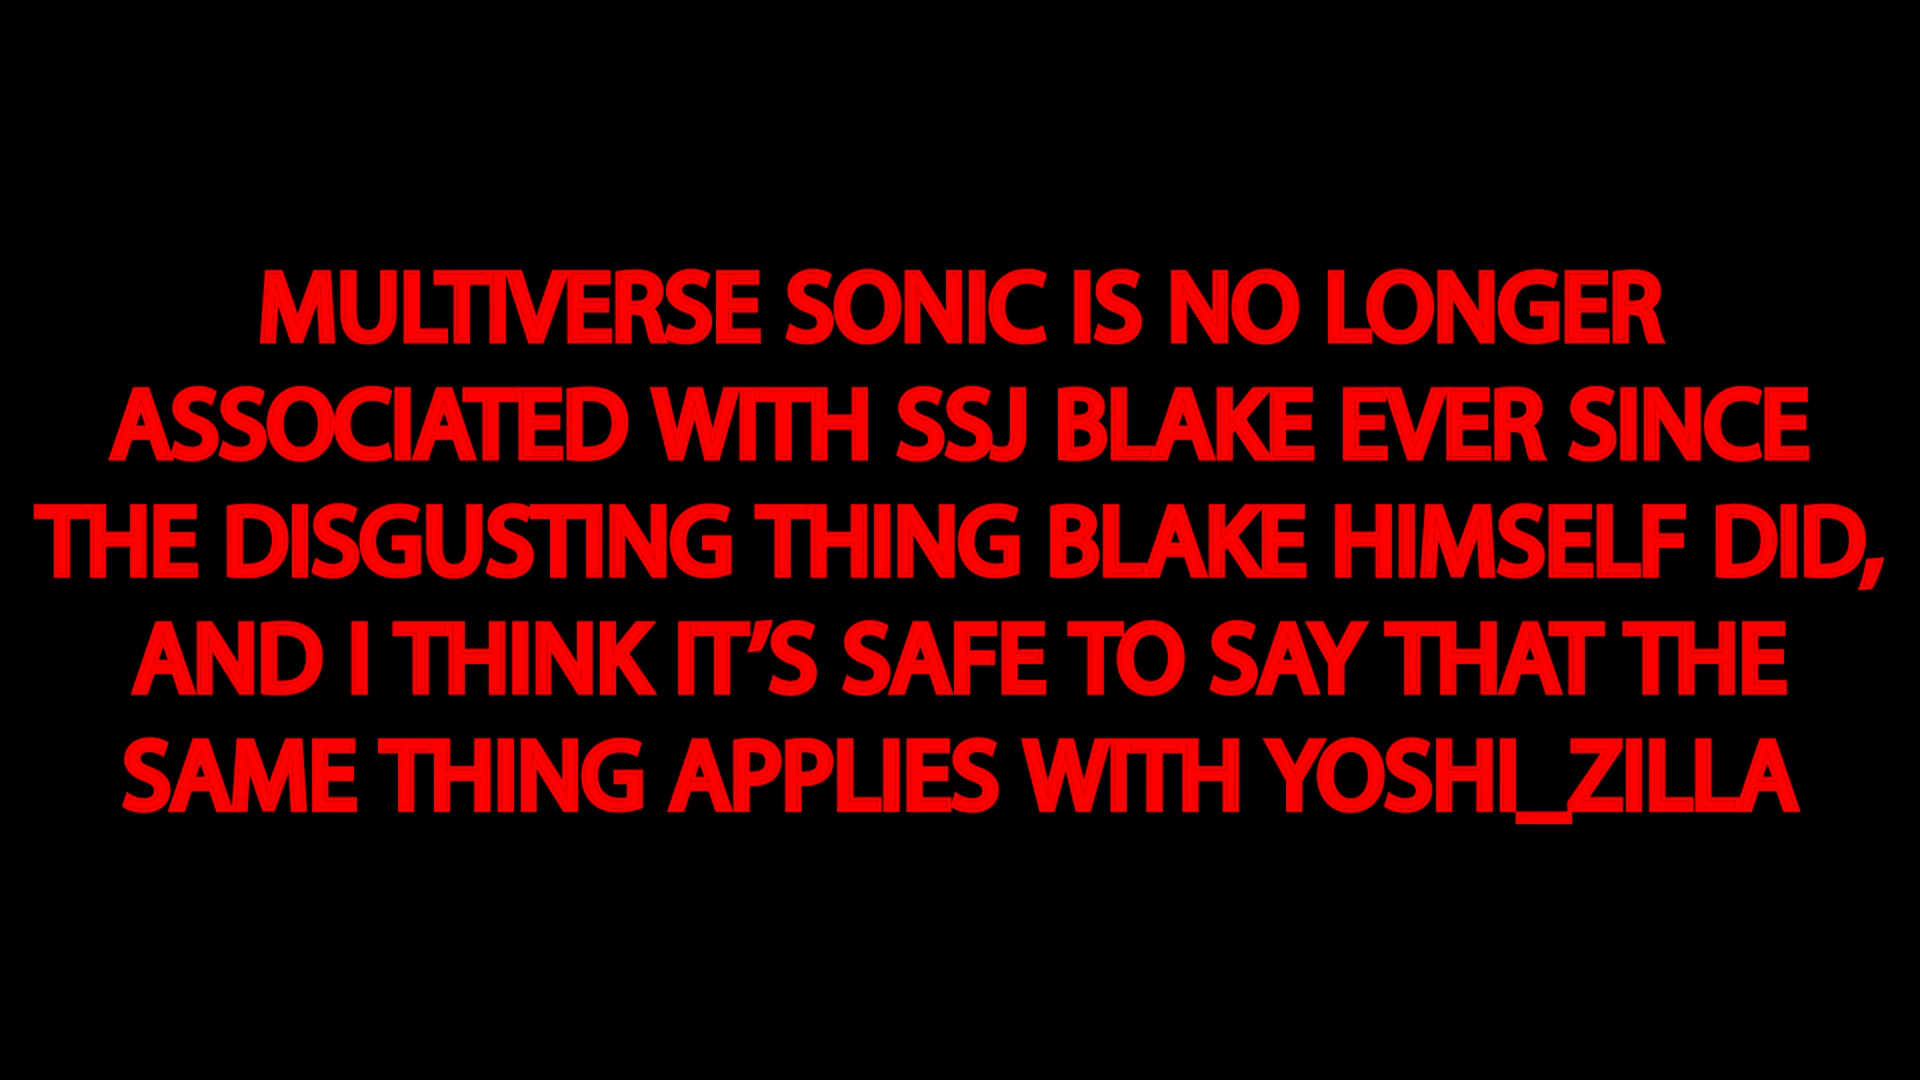 MULTIVERSE SONIC IS NO LONGER
ASSOCIATED WITH SSJ BLAKE EVER SINCE
THE DISGUSTING THING BLAKE HIMSELF DID,
AND I THINK IT’S SAFE TO SAY THAT THE
SAME THING APPLIES WITH YOSHI_ZILLA